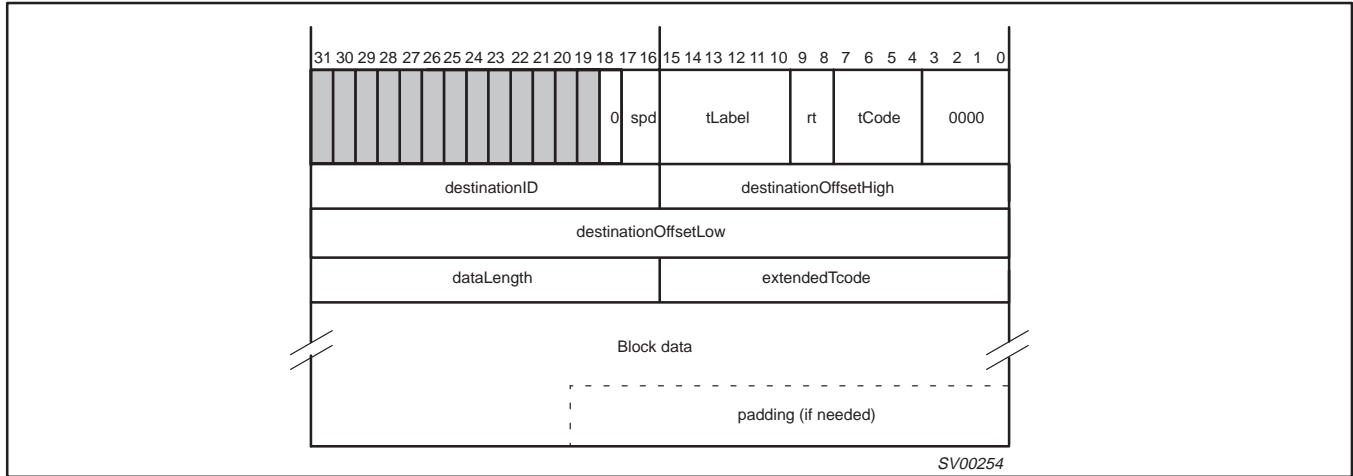 31 30 29 28 27 26 25 24 23 22 21 20 19 18 17 16 15 14 13 12 11 10 9 8 7 6 5 4 3 2 1 0
0 spd tLabel rt tCode 0000
destinationID destinationOffsetHigh
destinationOffsetLow
dataLength extendedTcode
Block data
padding (if needed)
SV00254